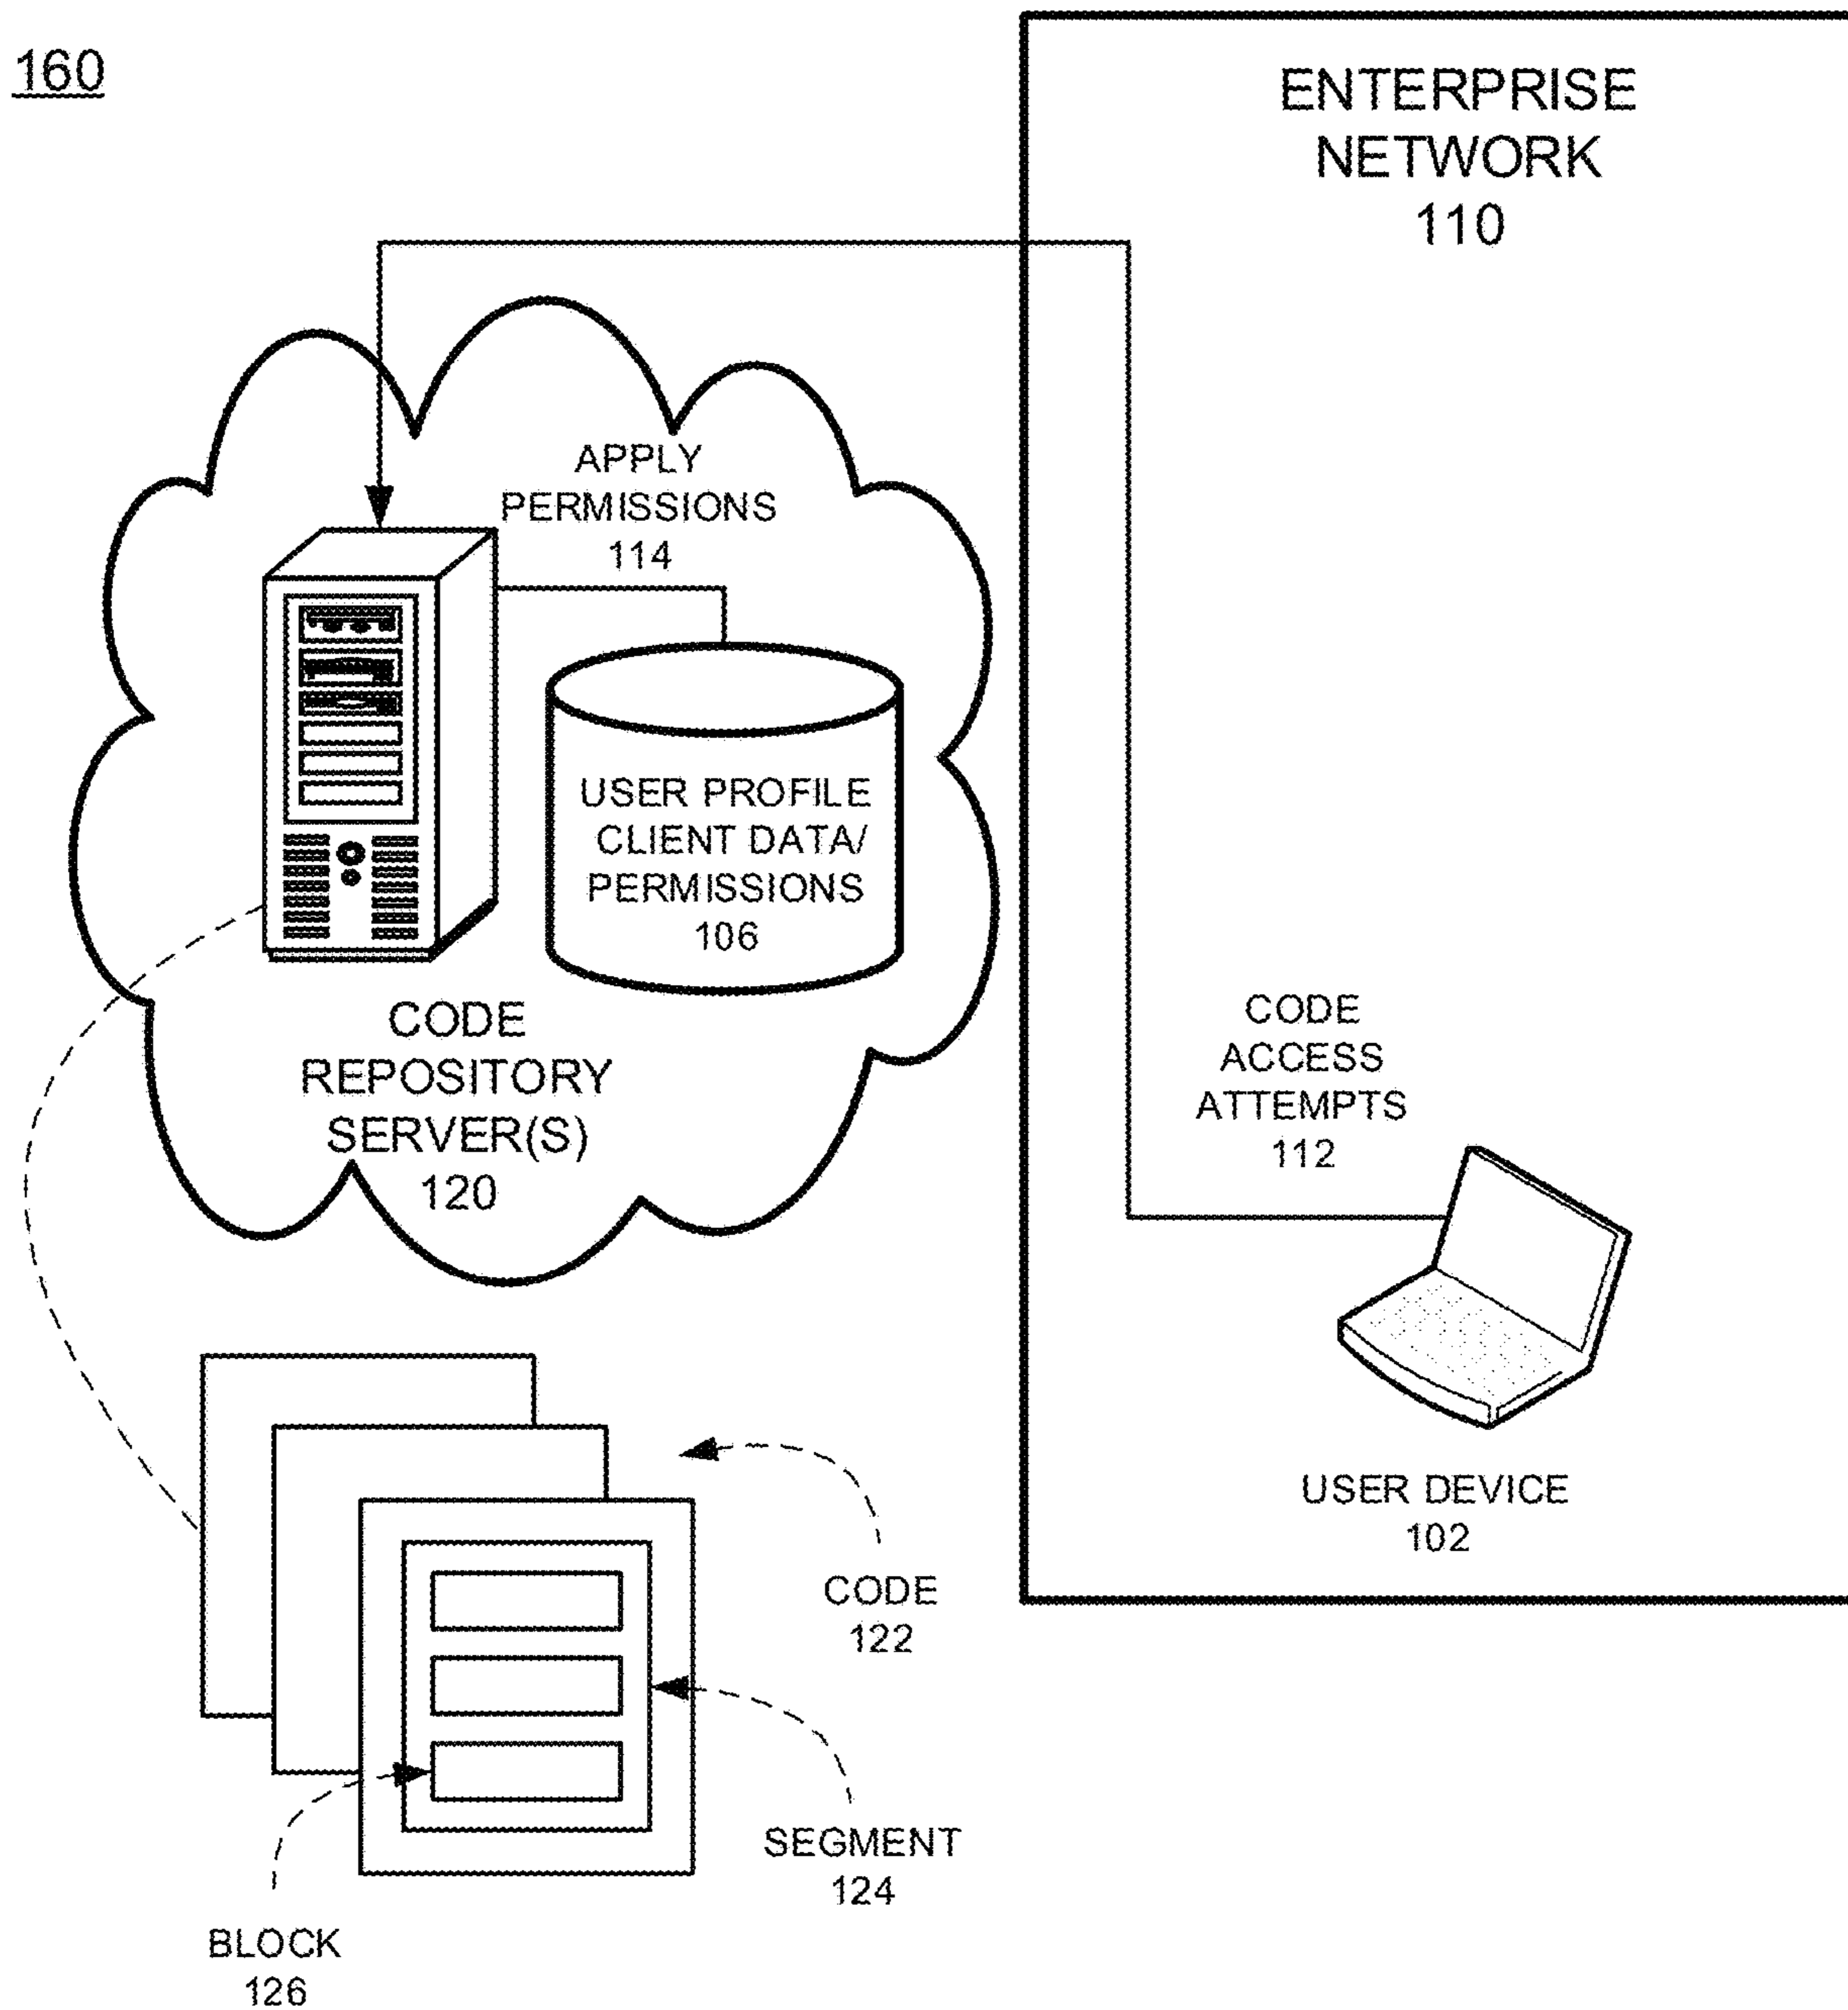 160
ENTERPRISE
NETWORK
110
APPLY
PERMISSIONS
114
USER PROFILE
CLIENT DATA/
PERMISSIONS
106
CODE
REPOSITORY
SERVER(S)
120
CODE
ACCESS
ATTEMPTS
112
USER DEVICE
102
CODE
122
SEGMENT
124
BLOCK
126